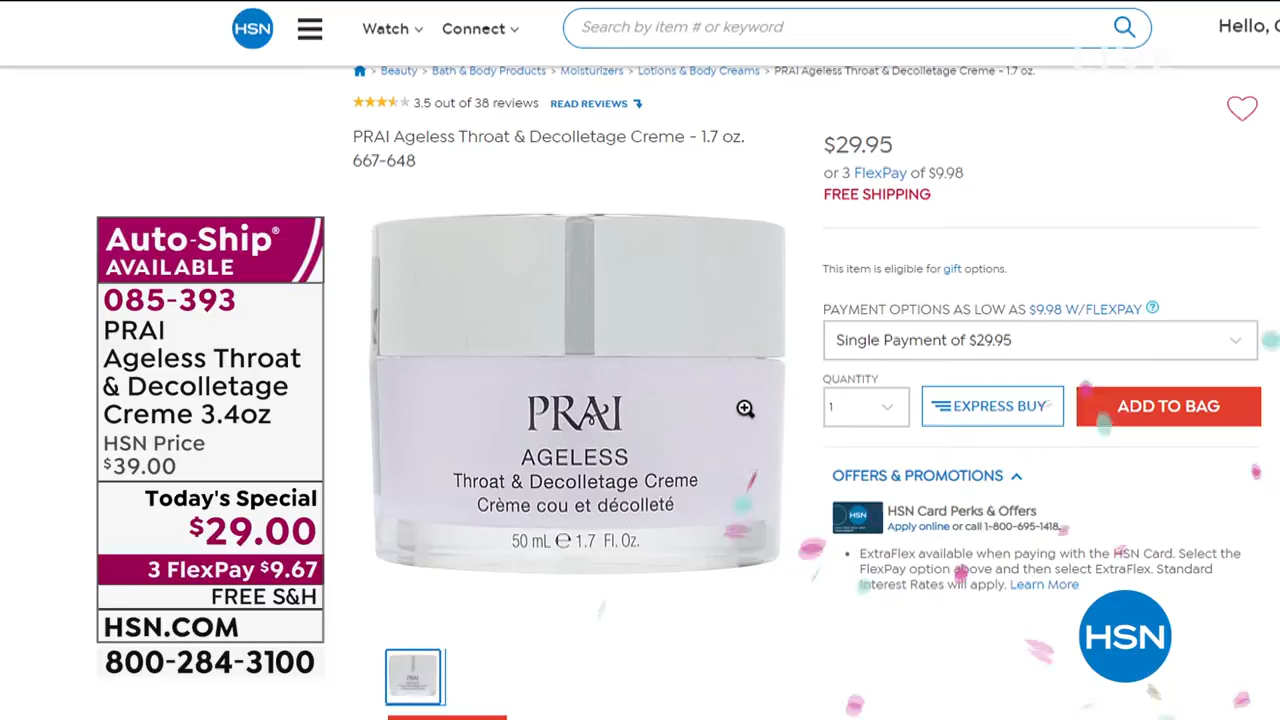 HSN
Watch
Connect
Search by item # or keyword
Hello,
> Beauty > Bath & Body Products > Moisturizers > Lotions & Body Creams > PRAI Ageless Throat & Decolletage Creme - 1.7 oz.
3.5 out of 38 reviews READ REVIEWS
PRAI Ageless Throat & Decolletage Creme - 1.7 oz.
667-648
$29.95
or 3 FlexPay of $9.98
FREE SHIPPING
This item is eligible for gift options.
PAYMENT OPTIONS AS LOW AS $9.98 W/FLEXPAY ?
Single Payment of $29.95
QUANTITY
1
EXPRESS BUY
ADD TO BAG
OFFERS & PROMOTIONS
HSN
HSN Card Perks & Offers
Apply online or call 1-800-695-1418.
• ExtraFlex available when paying with the HSN Card. Select the
FlexPay option above and then select ExtraFlex. Standard
Interest Rates will apply. Learn More
HSN
PRAI
AGELESS
Throat & Decolletage Creme
Crème cou et décolleté
50 mL ℮ 1.7 Fl. Oz.
PRAI
Auto-Ship®
AVAILABLE
085-393
PRAI
Ageless Throat
& Decolletage
Creme 3.4oz
HSN Price
$39.00
Today's Special
$29.00
3 FlexPay $9.67
FREE S&H
HSN.COM
800-284-3100